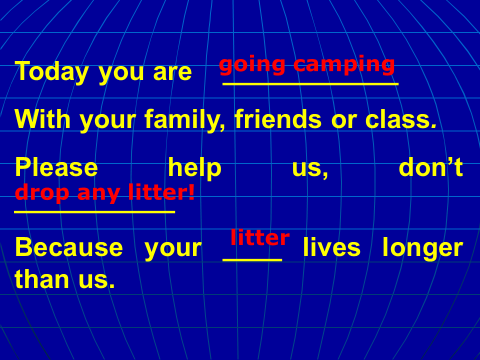 Today you are going camping
With your family, friends or class.
Please help us, don’t
drop any litter!
Because your litter lives longer
than us.